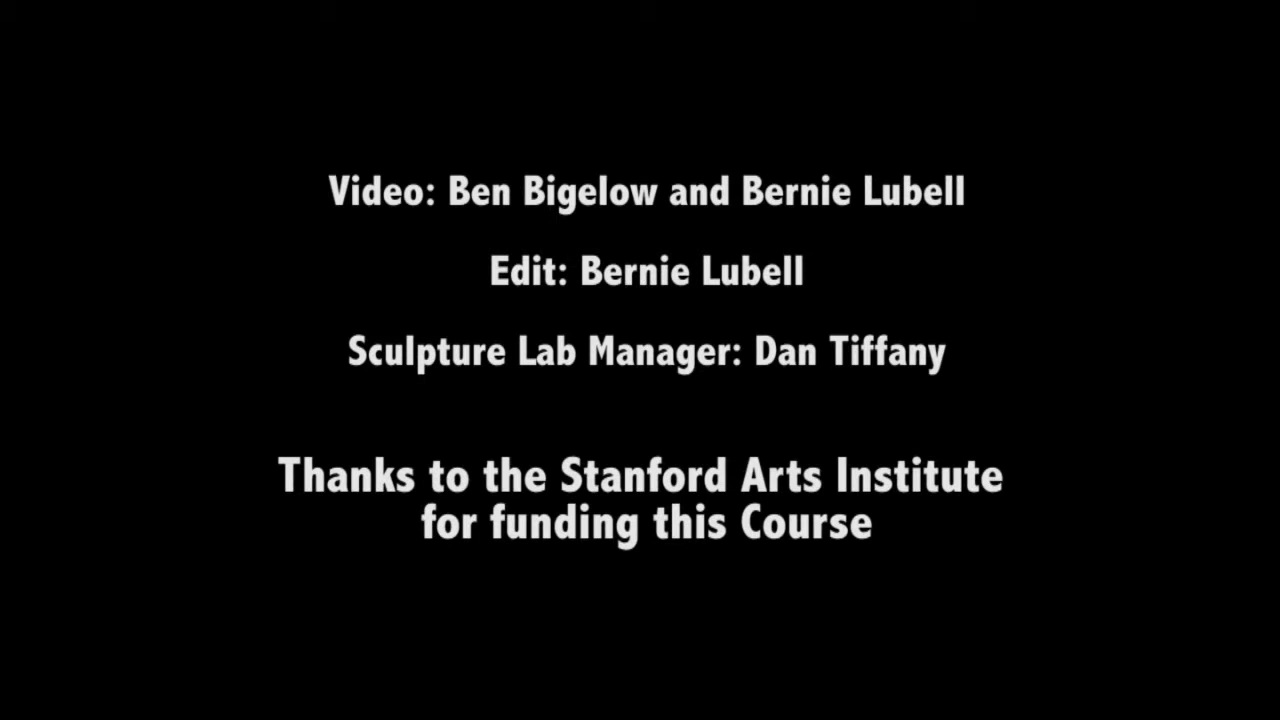 Video: Ben Bigelow and Bernie Lubell
Edit: Bernie Lubell
Sculpture Lab Manager: Dan Tiffany
Thanks to the Stanford Arts Institute
for funding this Course